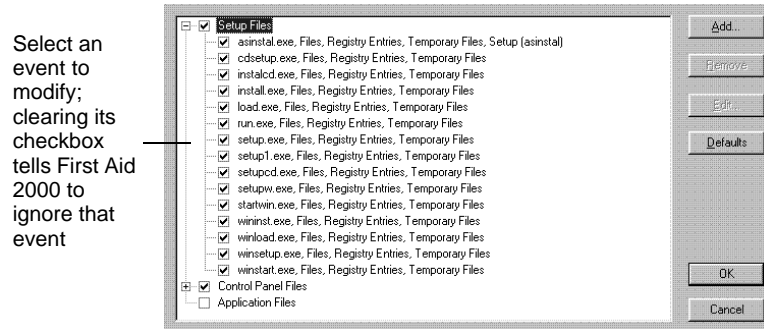 Select an
event to
modify;
clearing its
checkbox
tells First Aid
2000 to
ignore that
event
Setup Files
asinstal.exe, Files, Registry Entries, Temporary Files, Setup (asinstal)
cdsetup.exe, Files, Registry Entries, Temporary Files
instalcd.exe, Files, Registry Entries, Temporary Files
install.exe, Files, Registry Entries, Temporary Files
load.exe, Files, Registry Entries, Temporary Files
run.exe, Files, Registry Entries, Temporary Files
setup.exe, Files, Registry Entries, Temporary Files
setup1.exe, Files, Registry Entries, Temporary Files
setupcd.exe, Files, Registry Entries, Temporary Files
setupw.exe, Files, Registry Entries, Temporary Files
startwin.exe, Files, Registry Entries, Temporary Files
wininst.exe, Files, Registry Entries, Temporary Files
winload.exe, Files, Registry Entries, Temporary Files
winsetup.exe, Files, Registry Entries, Temporary Files
winstart.exe, Files, Registry Entries, Temporary Files
Control Panel Files
Application Files
Add...
Remove
Edit...
Defaults
OK
Cancel